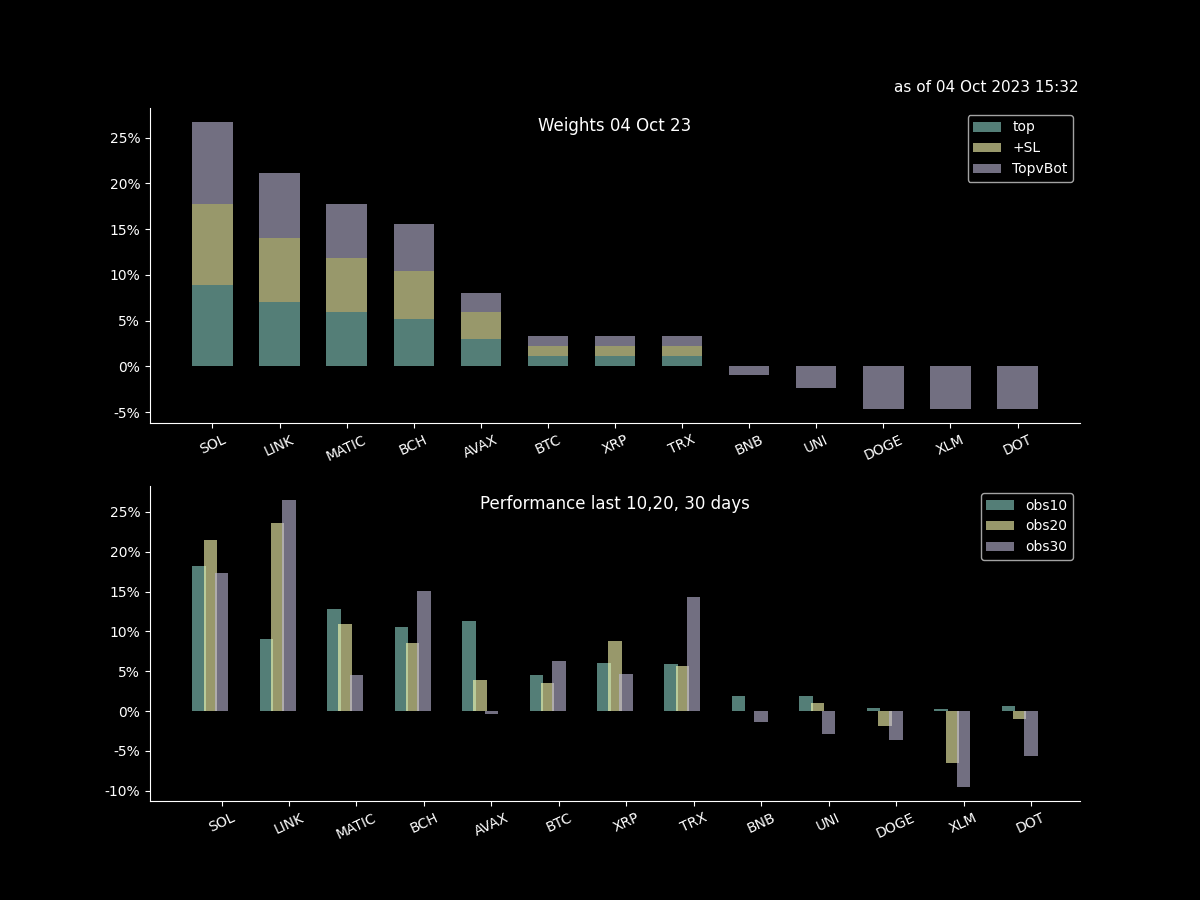 as of 04 Oct 2023 15:32
Weights 04 Oct 23
top
+SL
TopvBot
25%
20%
15%
10%
5%
0%
-5%
SOL LINK MATIC BCH AVAX BTC XRP TRX BNB UNI DOGE XLM DOT
Performance last 10,20, 30 days
obs10
obs20
obs30
25%
20%
15%
10%
5%
0%
-5%
-10%
SOL LINK MATIC BCH AVAX BTC XRP TRX BNB UNI DOGE XLM DOT